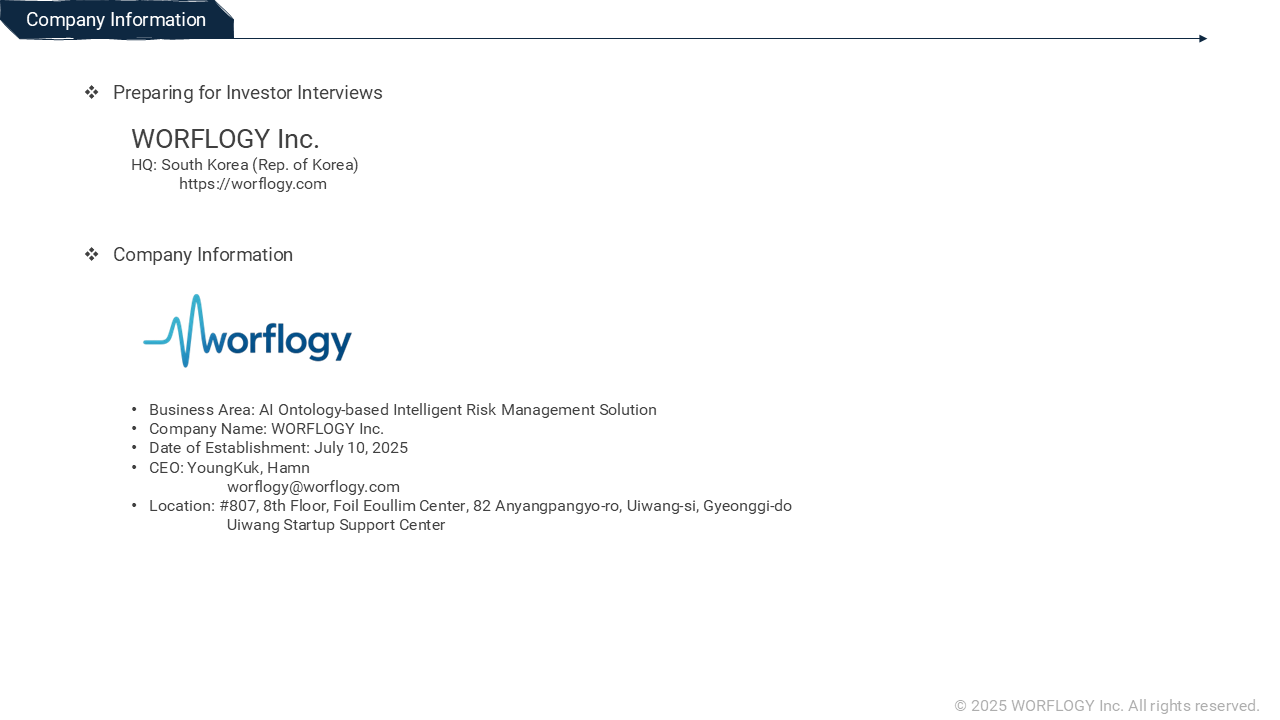 Company Information
❖ Preparing for Investor Interviews
WORFLOGY Inc.
HQ: South Korea (Rep. of Korea)
https://worflogy.com
❖ Company Information
worflogy
• Business Area: AI Ontology-based Intelligent Risk Management Solution
• Company Name: WORFLOGY Inc.
• Date of Establishment: July 10, 2025
• CEO: YoungKuk, Hamn
worflogy@worflogy.com
• Location: #807, 8th Floor, Foil Eoullim Center, 82 Anyangpangyo-ro, Uiwang-si, Gyeonggi-do
Uiwang Startup Support Center
© 2025 WORFLOGY Inc. All rights reserved.